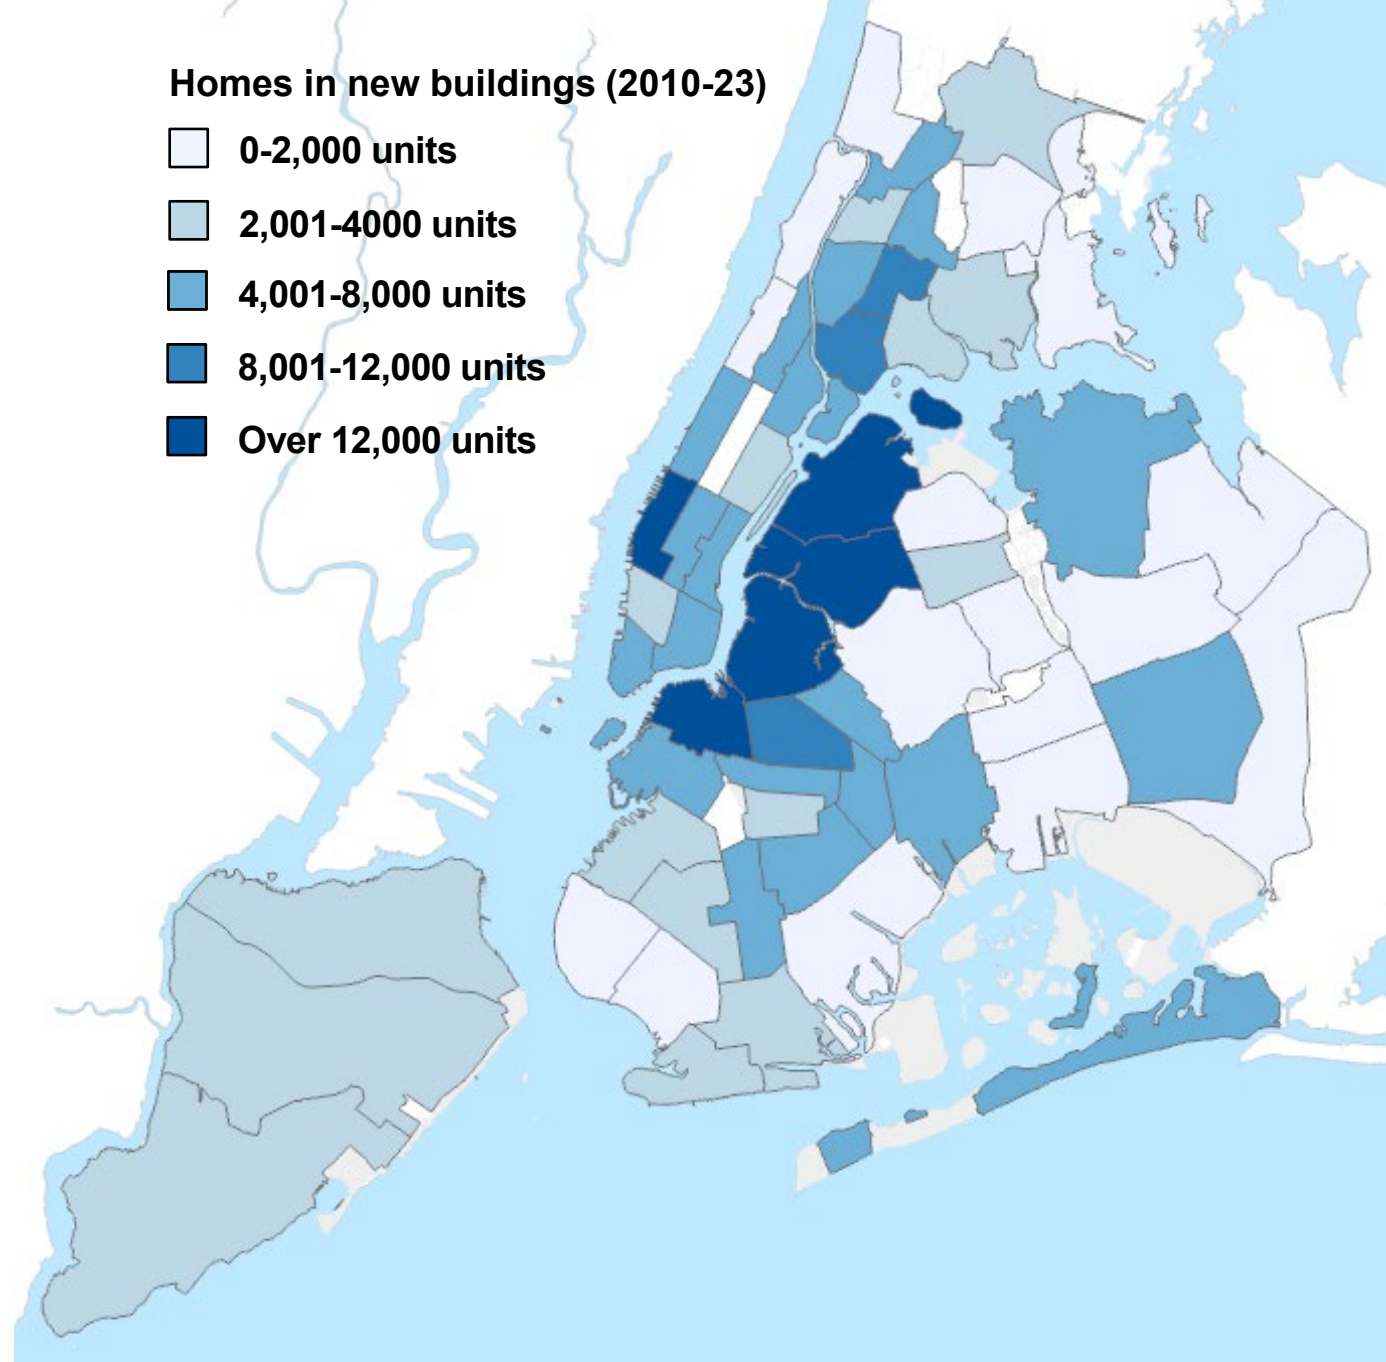 Homes in new buildings (2010-23)
0-2,000 units
2,001-4000 units
4,001-8,000 units
8,001-12,000 units
Over 12,000 units